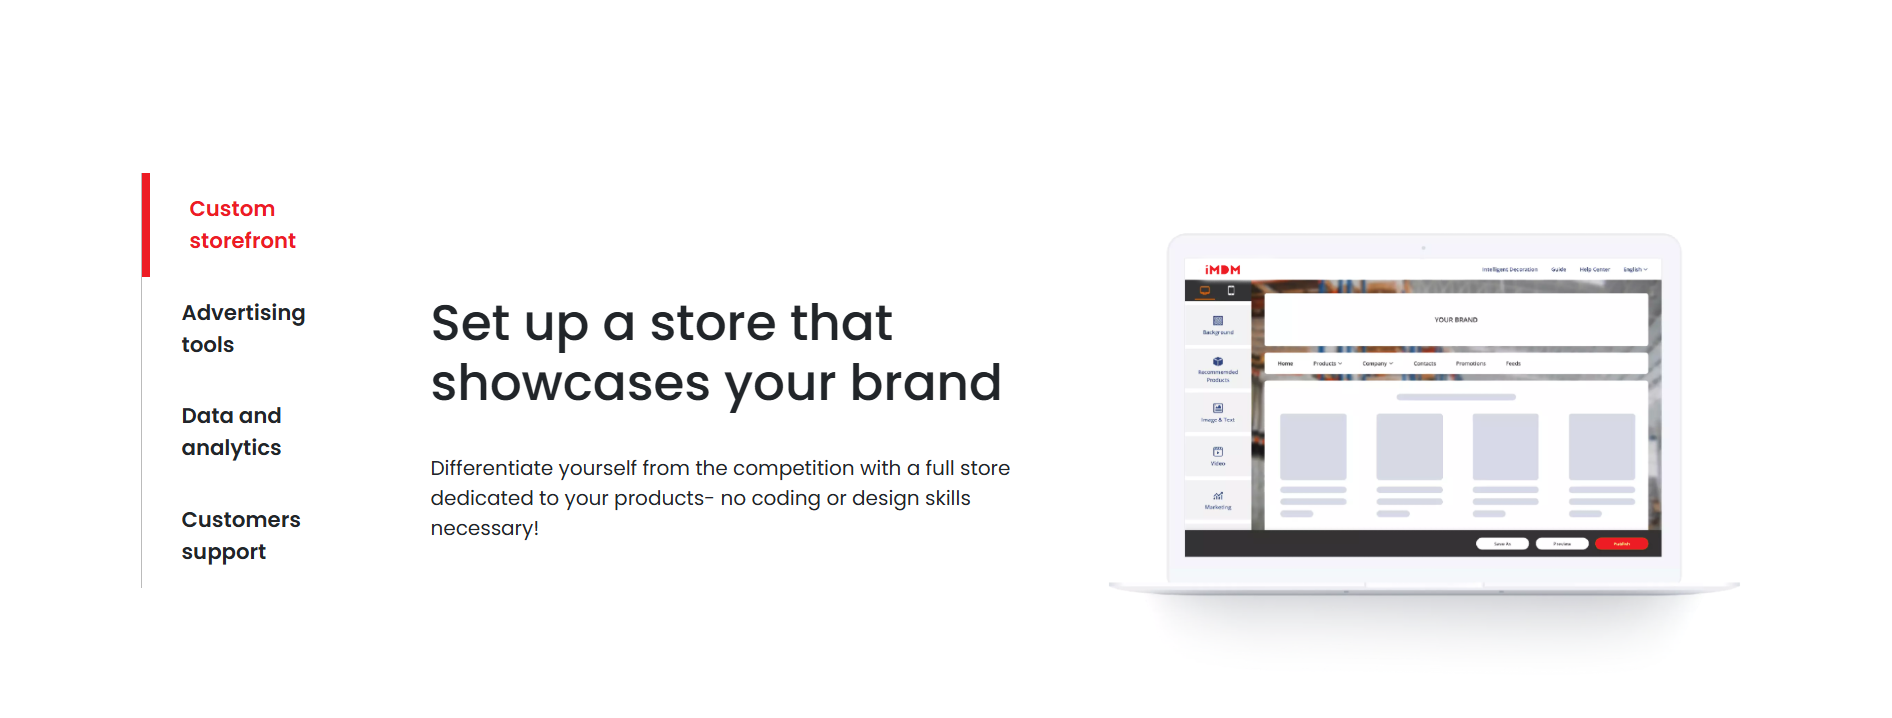 Custom
storefront
Advertising
tools
Data and
analytics
Customers
support
Set up a store that
showcases your brand
Differentiate yourself from the competition with a full store
dedicated to your products- no coding or design skills
necessary!
iMDM
Intelligent Decoration Guide Help Center English
Background
Recommended
Products
Image & Text
Video
Marketing
YOUR BRAND
Home Products Company Contacts Promotions Feeds
Save As Preview Publish